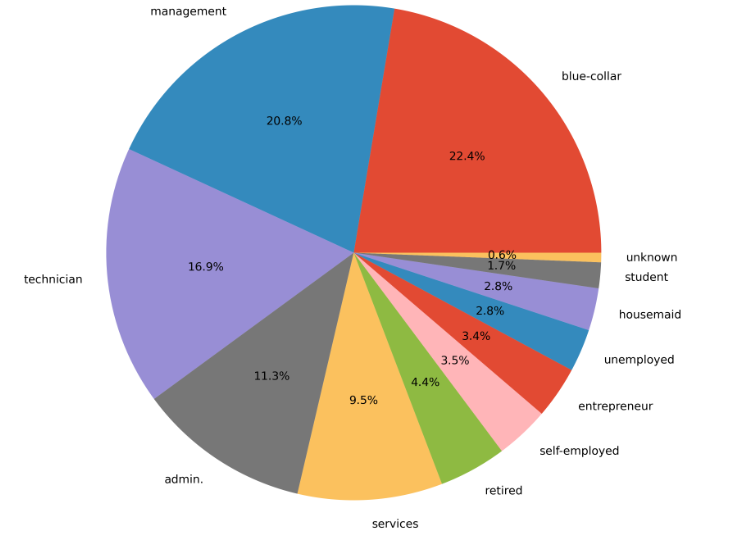 management
blue-collar
20.8%
22.4%
unknown
0.6%
student
1.7%
technician
16.9%
housemaid
2.8%
unemployed
2.8%
entrepreneur
3.4%
self-employed
3.5%
11.3%
4.4%
9.5%
admin.
retired
services